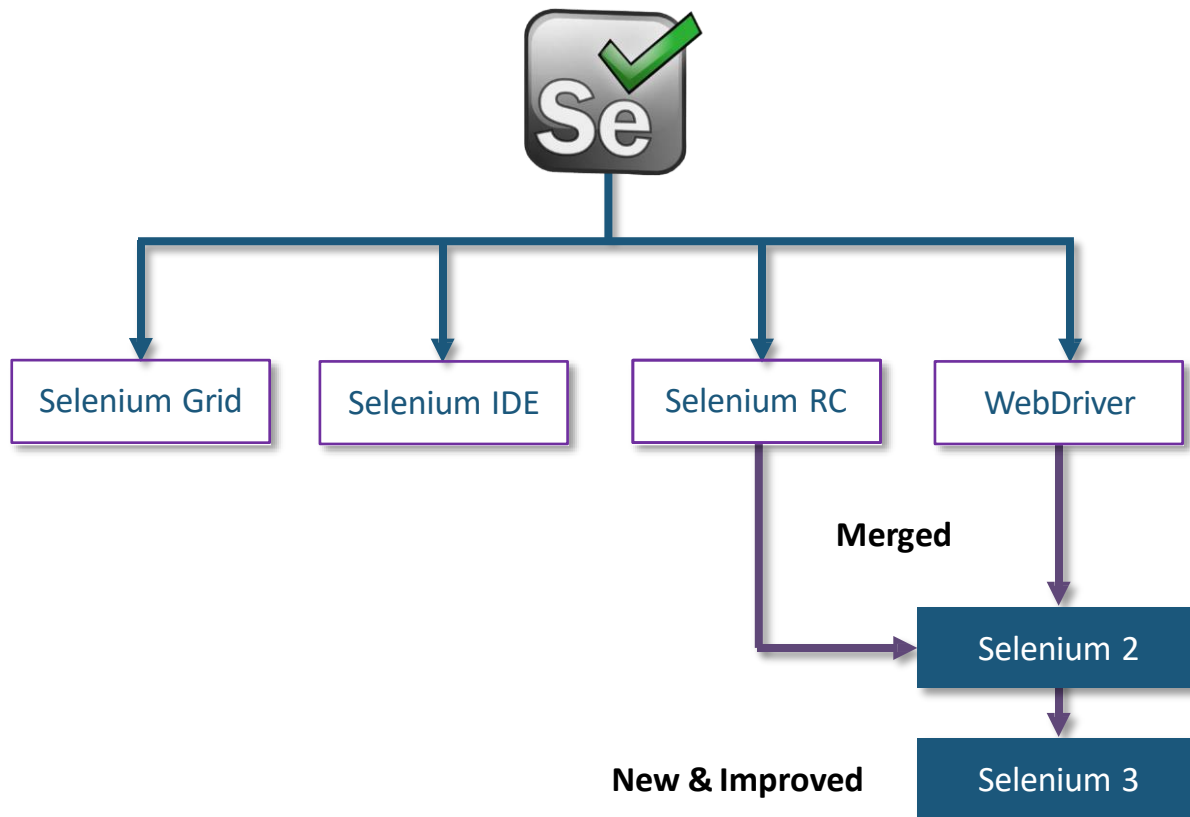 Se
Selenium Grid
Selenium IDE
Selenium RC
WebDriver
Merged
Selenium 2
New & Improved
Selenium 3